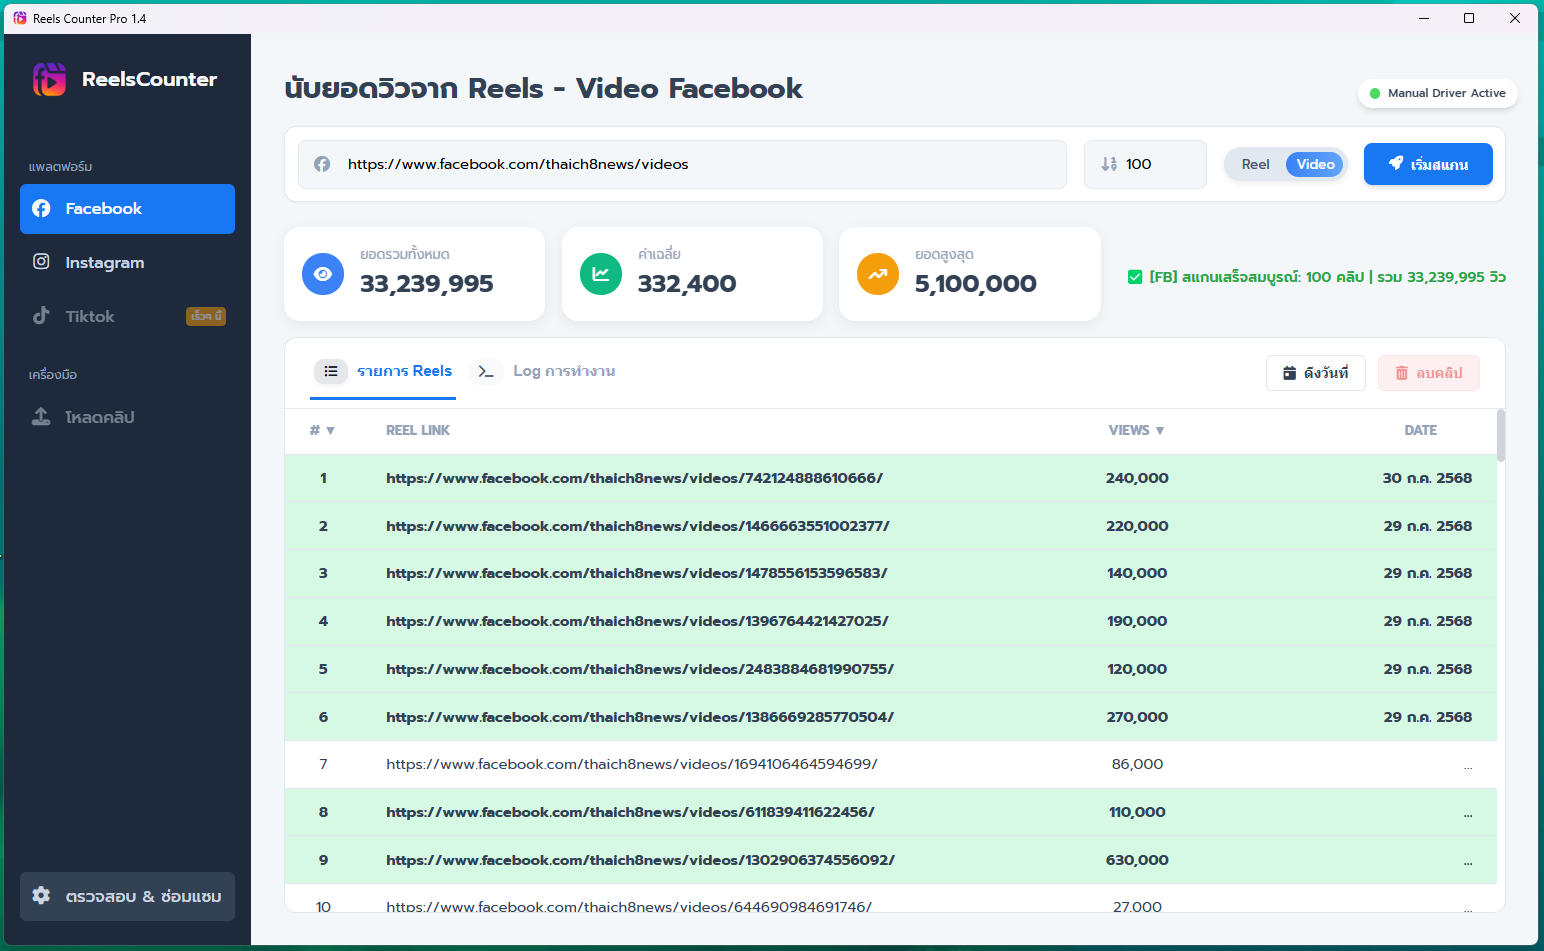 Reels Counter Pro 1.4
ReelsCounter
แพลตฟอร์ม
Facebook
Instagram
Tiktok
เร็วๆ นี้
เครื่องมือ
โหลดคลิป
ตรวจสอบ & ซ่อมแซม
นับยอดวิวจาก Reels - Video Facebook
Manual Driver Active
https://www.facebook.com/thaich8news/videos
100
Reel Video
เริ่มสแกน
ยอดรวมทั้งหมด
33,239,995
ค่าเฉลี่ย
332,400
ยอดสูงสุด
5,100,000
[FB] สแกนเสร็จสมบูรณ์: 100 คลิป | รวม 33,239,995 วิว
รายการ Reels
Log การทำงาน
ดึงวันที่
ลบคลิป
# ▼ REEL LINK VIEWS ▼ DATE
1 https://www.facebook.com/thaich8news/videos/742124888610666/ 240,000 30 ก.ค. 2568
2 https://www.facebook.com/thaich8news/videos/1466663551002377/ 220,000 29 ก.ค. 2568
3 https://www.facebook.com/thaich8news/videos/1478556153596583/ 140,000 29 ก.ค. 2568
4 https://www.facebook.com/thaich8news/videos/1396764421427025/ 190,000 29 ก.ค. 2568
5 https://www.facebook.com/thaich8news/videos/2483884681990755/ 120,000 29 ก.ค. 2568
6 https://www.facebook.com/thaich8news/videos/1386669285770504/ 270,000 29 ก.ค. 2568
7 https://www.facebook.com/thaich8news/videos/1694106464594699/ 86,000 ...
8 https://www.facebook.com/thaich8news/videos/611839411622456/ 110,000 ...
9 https://www.facebook.com/thaich8news/videos/1302906374556092/ 630,000 ...
10 https://www.facebook.com/thaich8news/videos/644690984691746/ 27,000 ...